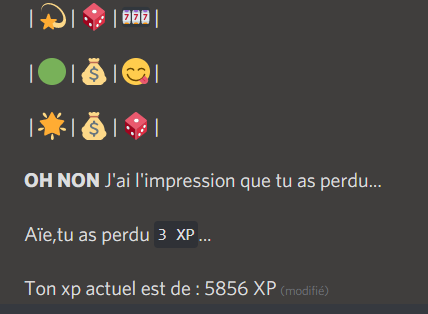 |💫|🎲|🎰|
|🟢|💰|😋|
|🌟|💰|🎲|
OH NON J'ai l'impression que tu as perdu...
Aïe,tu as perdu 3 XP...
Ton xp actuel est de : 5856 XP (modifié)